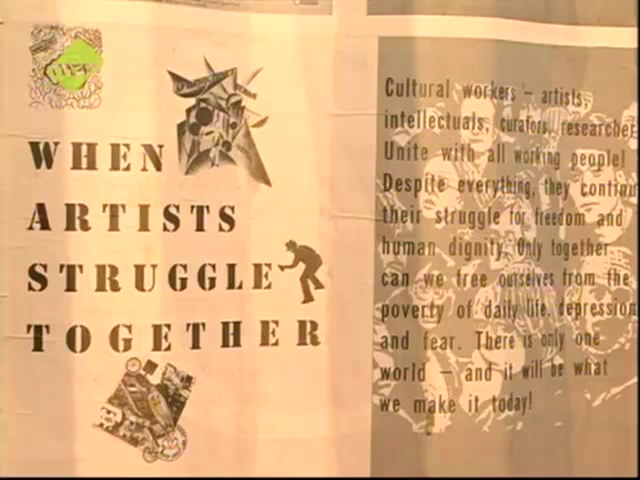 WHEN
ARTISTS
STRUGGLE
TOGETHER
Cultural workers – artists,
intellectuals, curators, researche
Unite with all working people!
Despite everything, they contin
their struggle for freedom and
human dignity. Only together
can we free ourselves from the
poverty of daily life, depression
and fear. There is only one
world – and it will be what
we make it today!